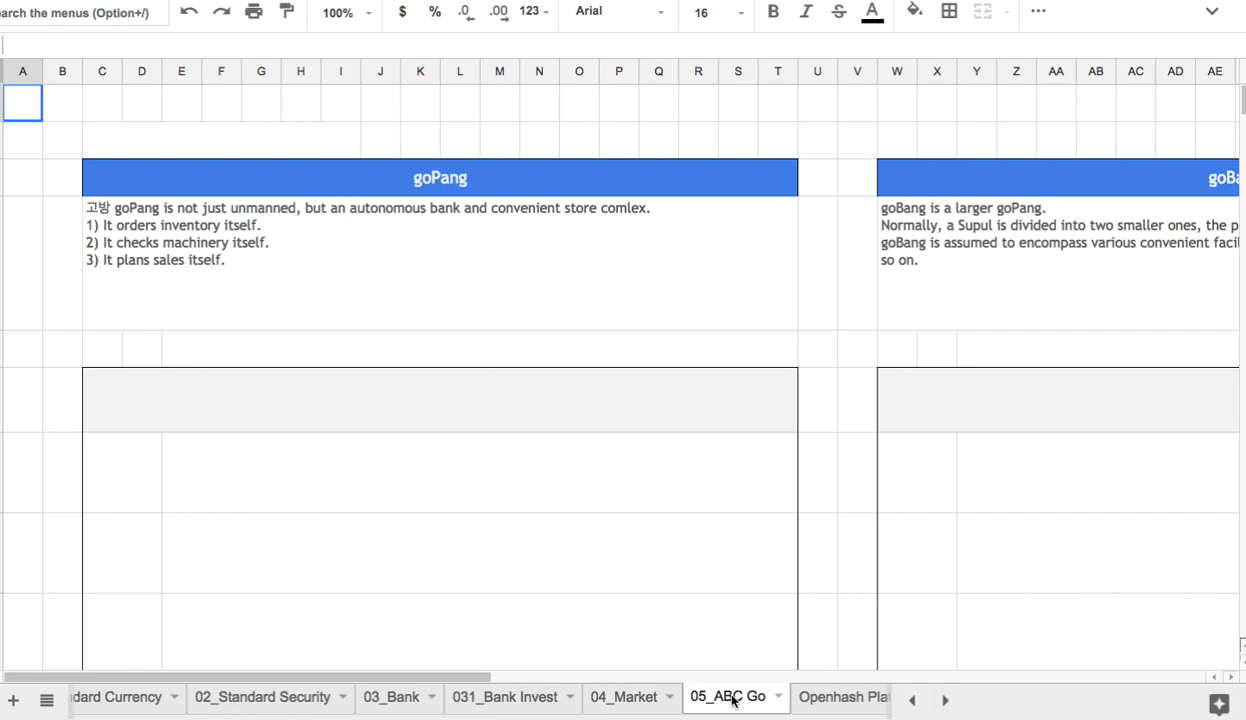 arch the menus (Option+/)
100%
$ % .0 .00 123
Arial
16
B I S A
A B C D E F G H I J K L M N O P Q R S T U V W X Y Z AA AB AC AD AE
goPang
고방 goPang is not just unmanned, but an autonomous bank and convenient store comlex.
1) It orders inventory itself.
2) It checks machinery itself.
3) It plans sales itself.
goBa
goBang is a larger goPang.
Normally, a Supul is divided into two smaller ones, the p
goBang is assumed to encompass various convenient facil
so on.
dard Currency
02_Standard Security
03_Bank
031_Bank Invest
04_Market
05_ABC Go
Openhash Pla